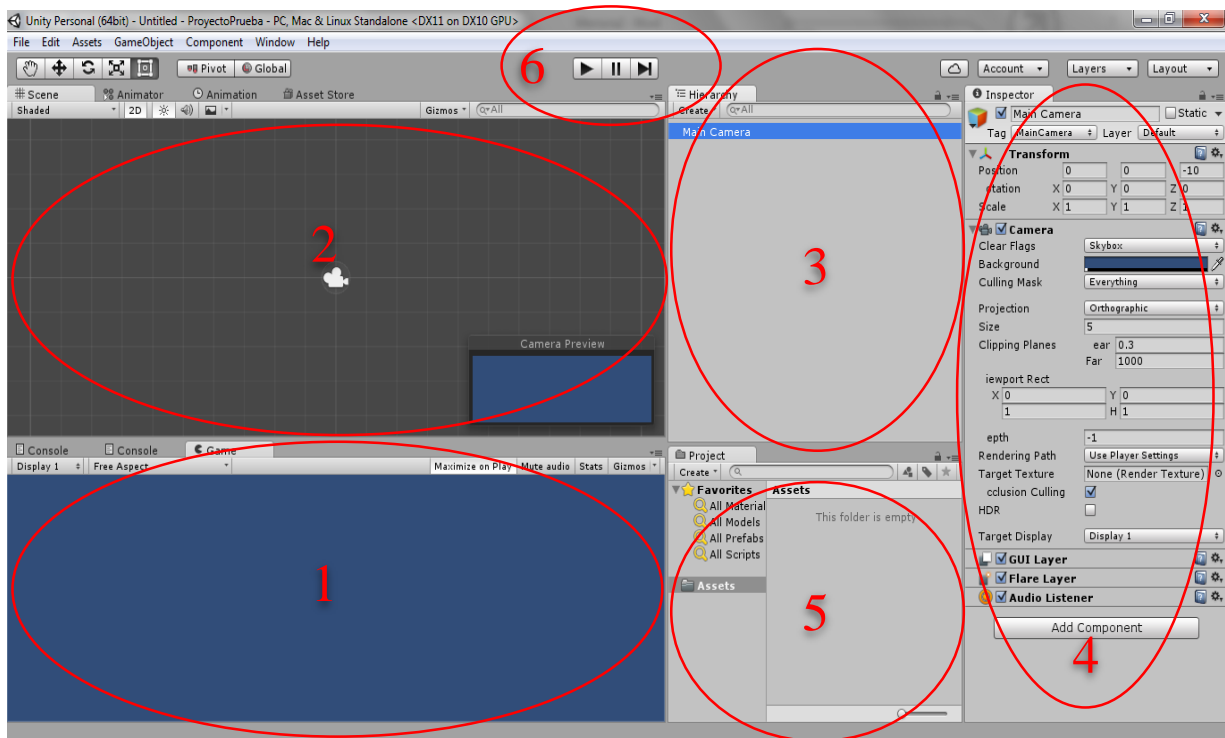 Unity Personal (64bit) - Untitled - ProyectoPrueba - PC, Mac & Linux Standalone <DX11 on DX10 GPU>
File Edit Assets GameObject Component Window Help
Pivot Global
6
Account Layers Layout
Scene Animator Animation Asset Store
Shaded 2D Gizmos All
2
Camera Preview
Hierarchy
Create All
Main Camera
3
Inspector
Main Camera Static
Tag MainCamera Layer Default
Transform
Position 0 0 -10
otation X 0 Y 0 Z 0
Scale X 1 Y 1 Z 1
Camera
Clear Flags Skybox
Background
Culling Mask Everything
Projection Orthographic
Size 5
Clipping Planes ear 0.3
Far 1000
iewport Rect
X 0 Y 0
1 H 1
epth -1
Rendering Path Use Player Settings
Target Texture None (Render Texture)
cclusion Culling
HDR
Target Display Display 1
GUI Layer
Flare Layer
Audio Listener
Add Component
4
Console Console Game
Display 1 Free Aspect Maximize on Play Mute audio Stats Gizmos
1
Project
Create
Favorites
All Material
All Models
All Prefabs
All Scripts
Assets
Assets
This folder is empty
5